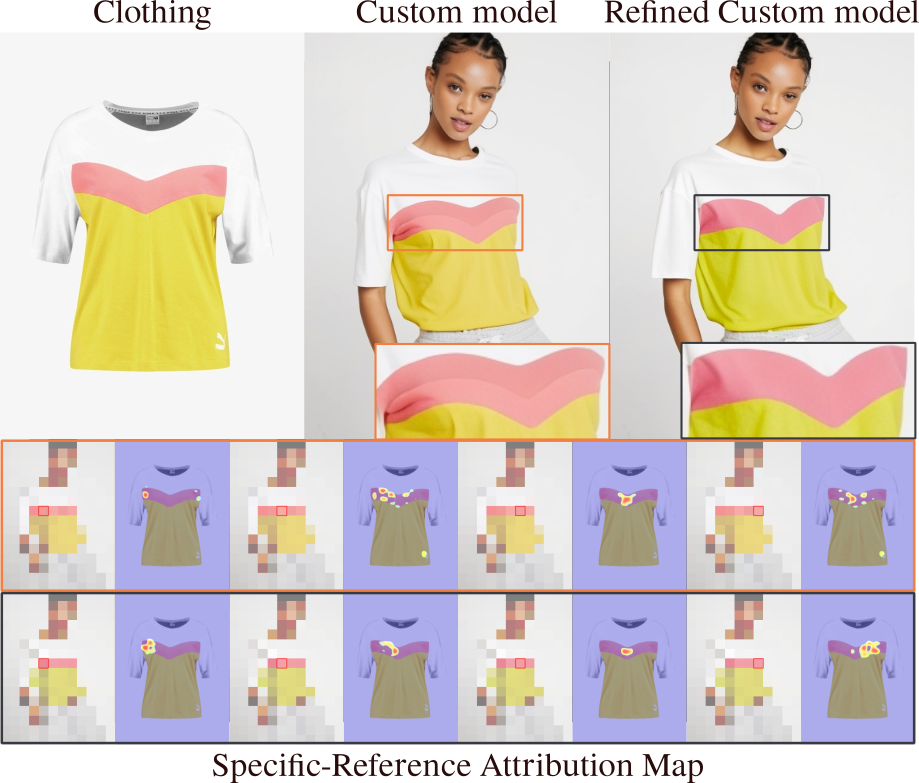 Clothing
Custom model
Refined Custom model
Specific-Reference Attribution Map